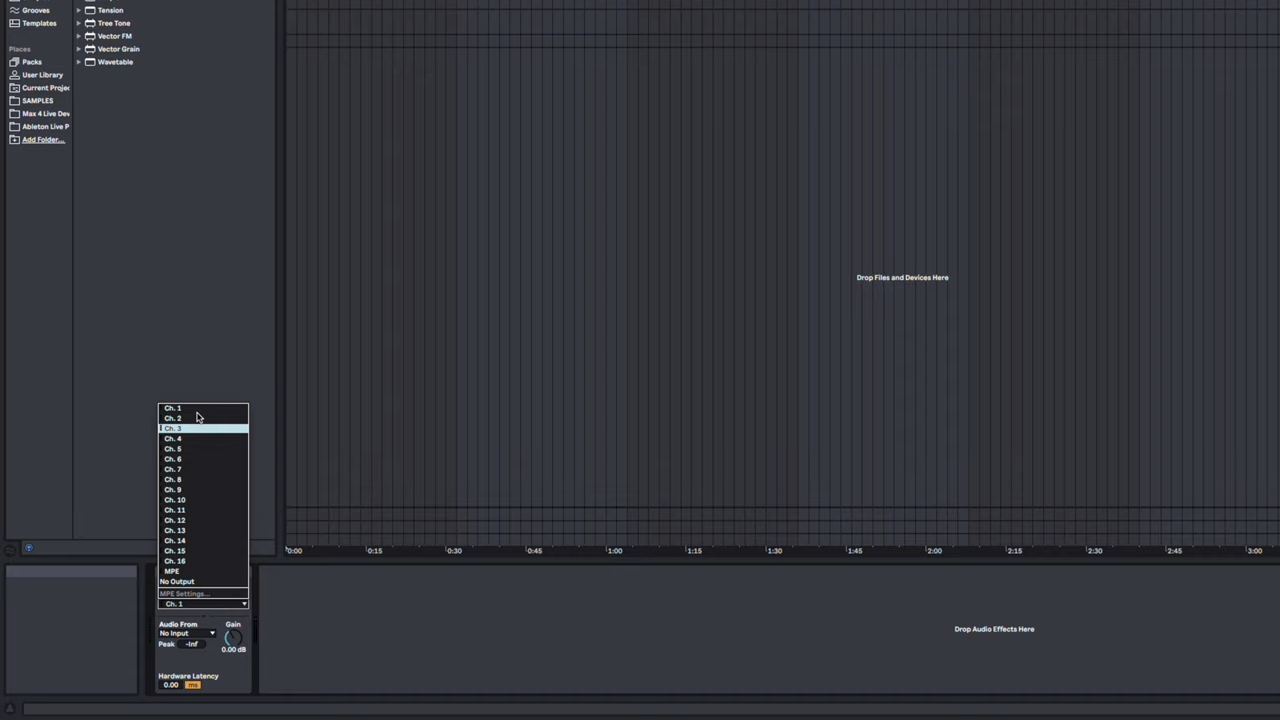 Grooves
Templates
Places
Packs
User Library
Current Projec
SAMPLES
Max 4 Live Dev
Ableton Live P
Add Folder...
Tension
Tree Tone
Vector FM
Vector Grain
Wavetable
Drop Files and Devices Here
Ch. 1
Ch. 2
Ch. 3
Ch. 4
Ch. 5
Ch. 6
Ch. 7
Ch. 8
Ch. 9
Ch. 10
Ch. 11
Ch. 12
Ch. 13
Ch. 14
Ch. 15
Ch. 16
MPE
No Output
MPE Settings...
Ch. 1
0:00 0:15 0:30 0:45 1:00 1:15 1:30 1:45 2:00 2:15 2:30 2:45 3:00
Audio From Gain
No Input
Peak -Inf
0.00 dB
Hardware Latency
0.00 ms
Drop Audio Effects Here